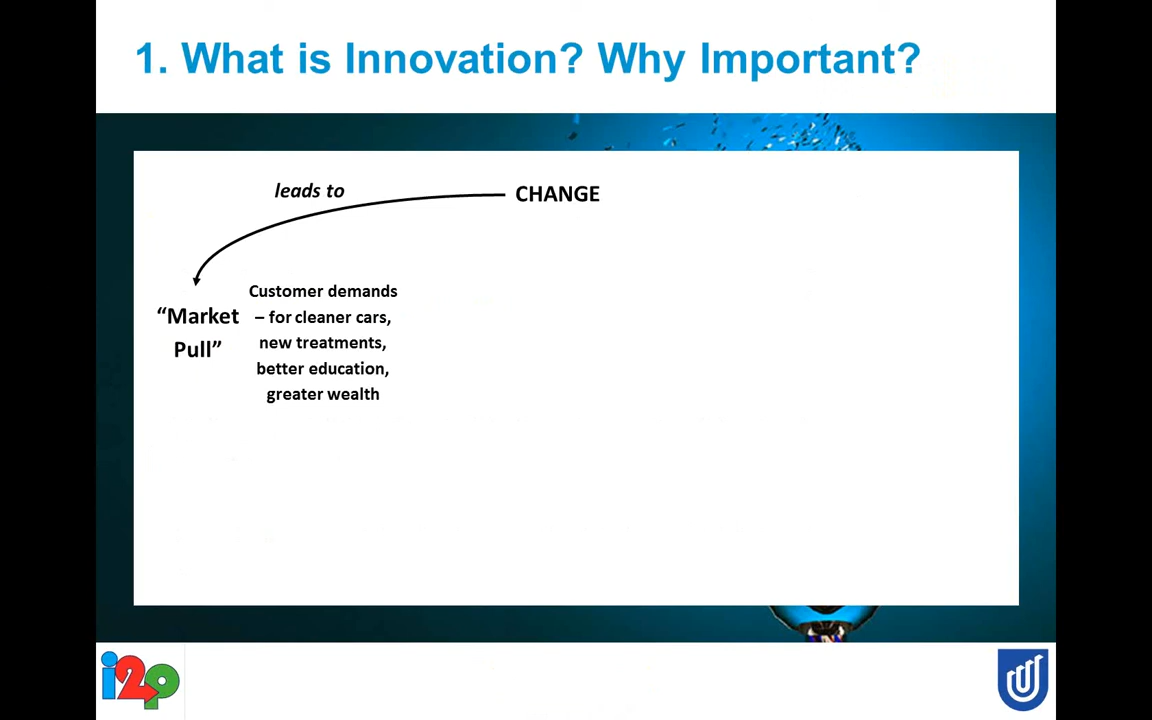 1. What is Innovation? Why Important?
leads to
CHANGE
“Market
Pull”
Customer demands
– for cleaner cars,
new treatments,
better education,
greater wealth
i2p